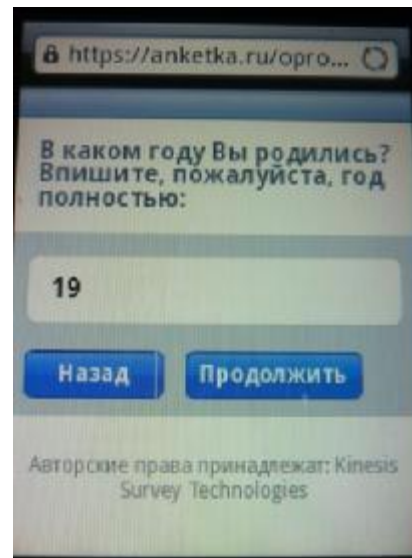 https://anketka.ru/opro...
В каком году Вы родились?
Впишите, пожалуйста, год
полностью:
19
Назад
Продолжить
Авторские права принадлежат: Kinesis
Survey Technologies